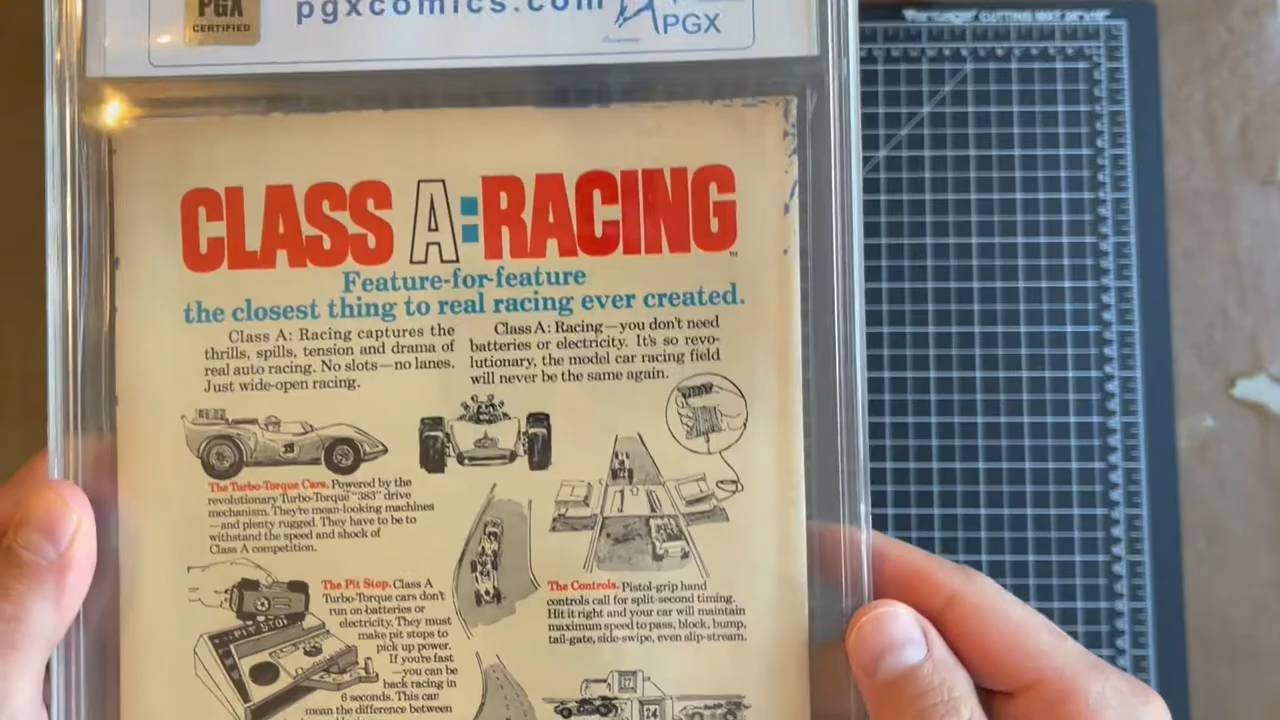 PGX
CERTIFIED
pgxcomics.com
PGX
CUTTING
CLASS A:RACING
™
Feature-for-feature
the closest thing to real racing ever created.
Class A: Racing captures the
thrills, spills, tension and drama of
real auto racing. No slots—no lanes.
Just wide-open racing.
Class A: Racing—you don't need
batteries or electricity. It's so revo-
lutionary, the model car racing field
will never be the same again.
The Turbo-Torque Cars. Powered by the
revolutionary Turbo-Torque™ "383" drive
mechanism. They're mean-looking machines
—and plenty rugged. They have to be to
withstand the speed and shock of
Class A competition.
PIT STOP
The Pit Stop. Class A
Turbo-Torque cars don't
run on batteries or
electricity. They must
make pit stops to
pick up power.
If you're fast
—you can be
back racing in
6 seconds. This can
mean the difference between
The Controls. Pistol-grip hand
controls call for split-second timing.
Hit it right and your car will maintain
maximum speed to pass, block, bump,
tail-gate, side-swipe, even slip-stream.
24